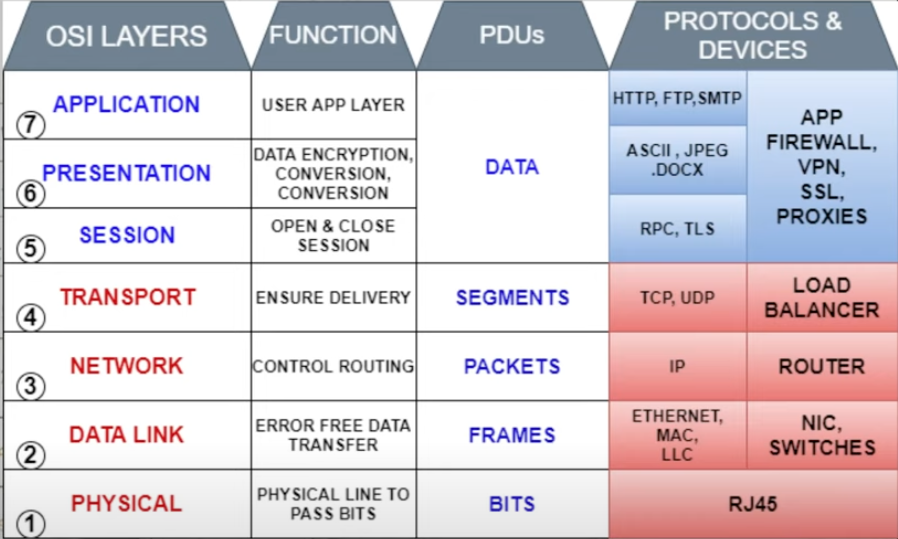 OSI LAYERS
FUNCTION
PDUs
PROTOCOLS &
DEVICES
APPLICATION
7
USER APP LAYER
DATA
HTTP, FTP,SMTP
APP
FIREWALL,
VPN,
SSL,
PROXIES
PRESENTATION
6
DATA ENCRYPTION,
CONVERSION,
CONVERSION
ASCII , JPEG
.DOCX
SESSION
5
OPEN & CLOSE
SESSION
RPC, TLS
TRANSPORT
4
ENSURE DELIVERY
SEGMENTS
TCP, UDP
LOAD
BALANCER
NETWORK
3
CONTROL ROUTING
PACKETS
IP
ROUTER
DATA LINK
2
ERROR FREE DATA
TRANSFER
FRAMES
ETHERNET,
MAC,
LLC
NIC,
SWITCHES
PHYSICAL
1
PHYSICAL LINE TO
PASS BITS
BITS
RJ45